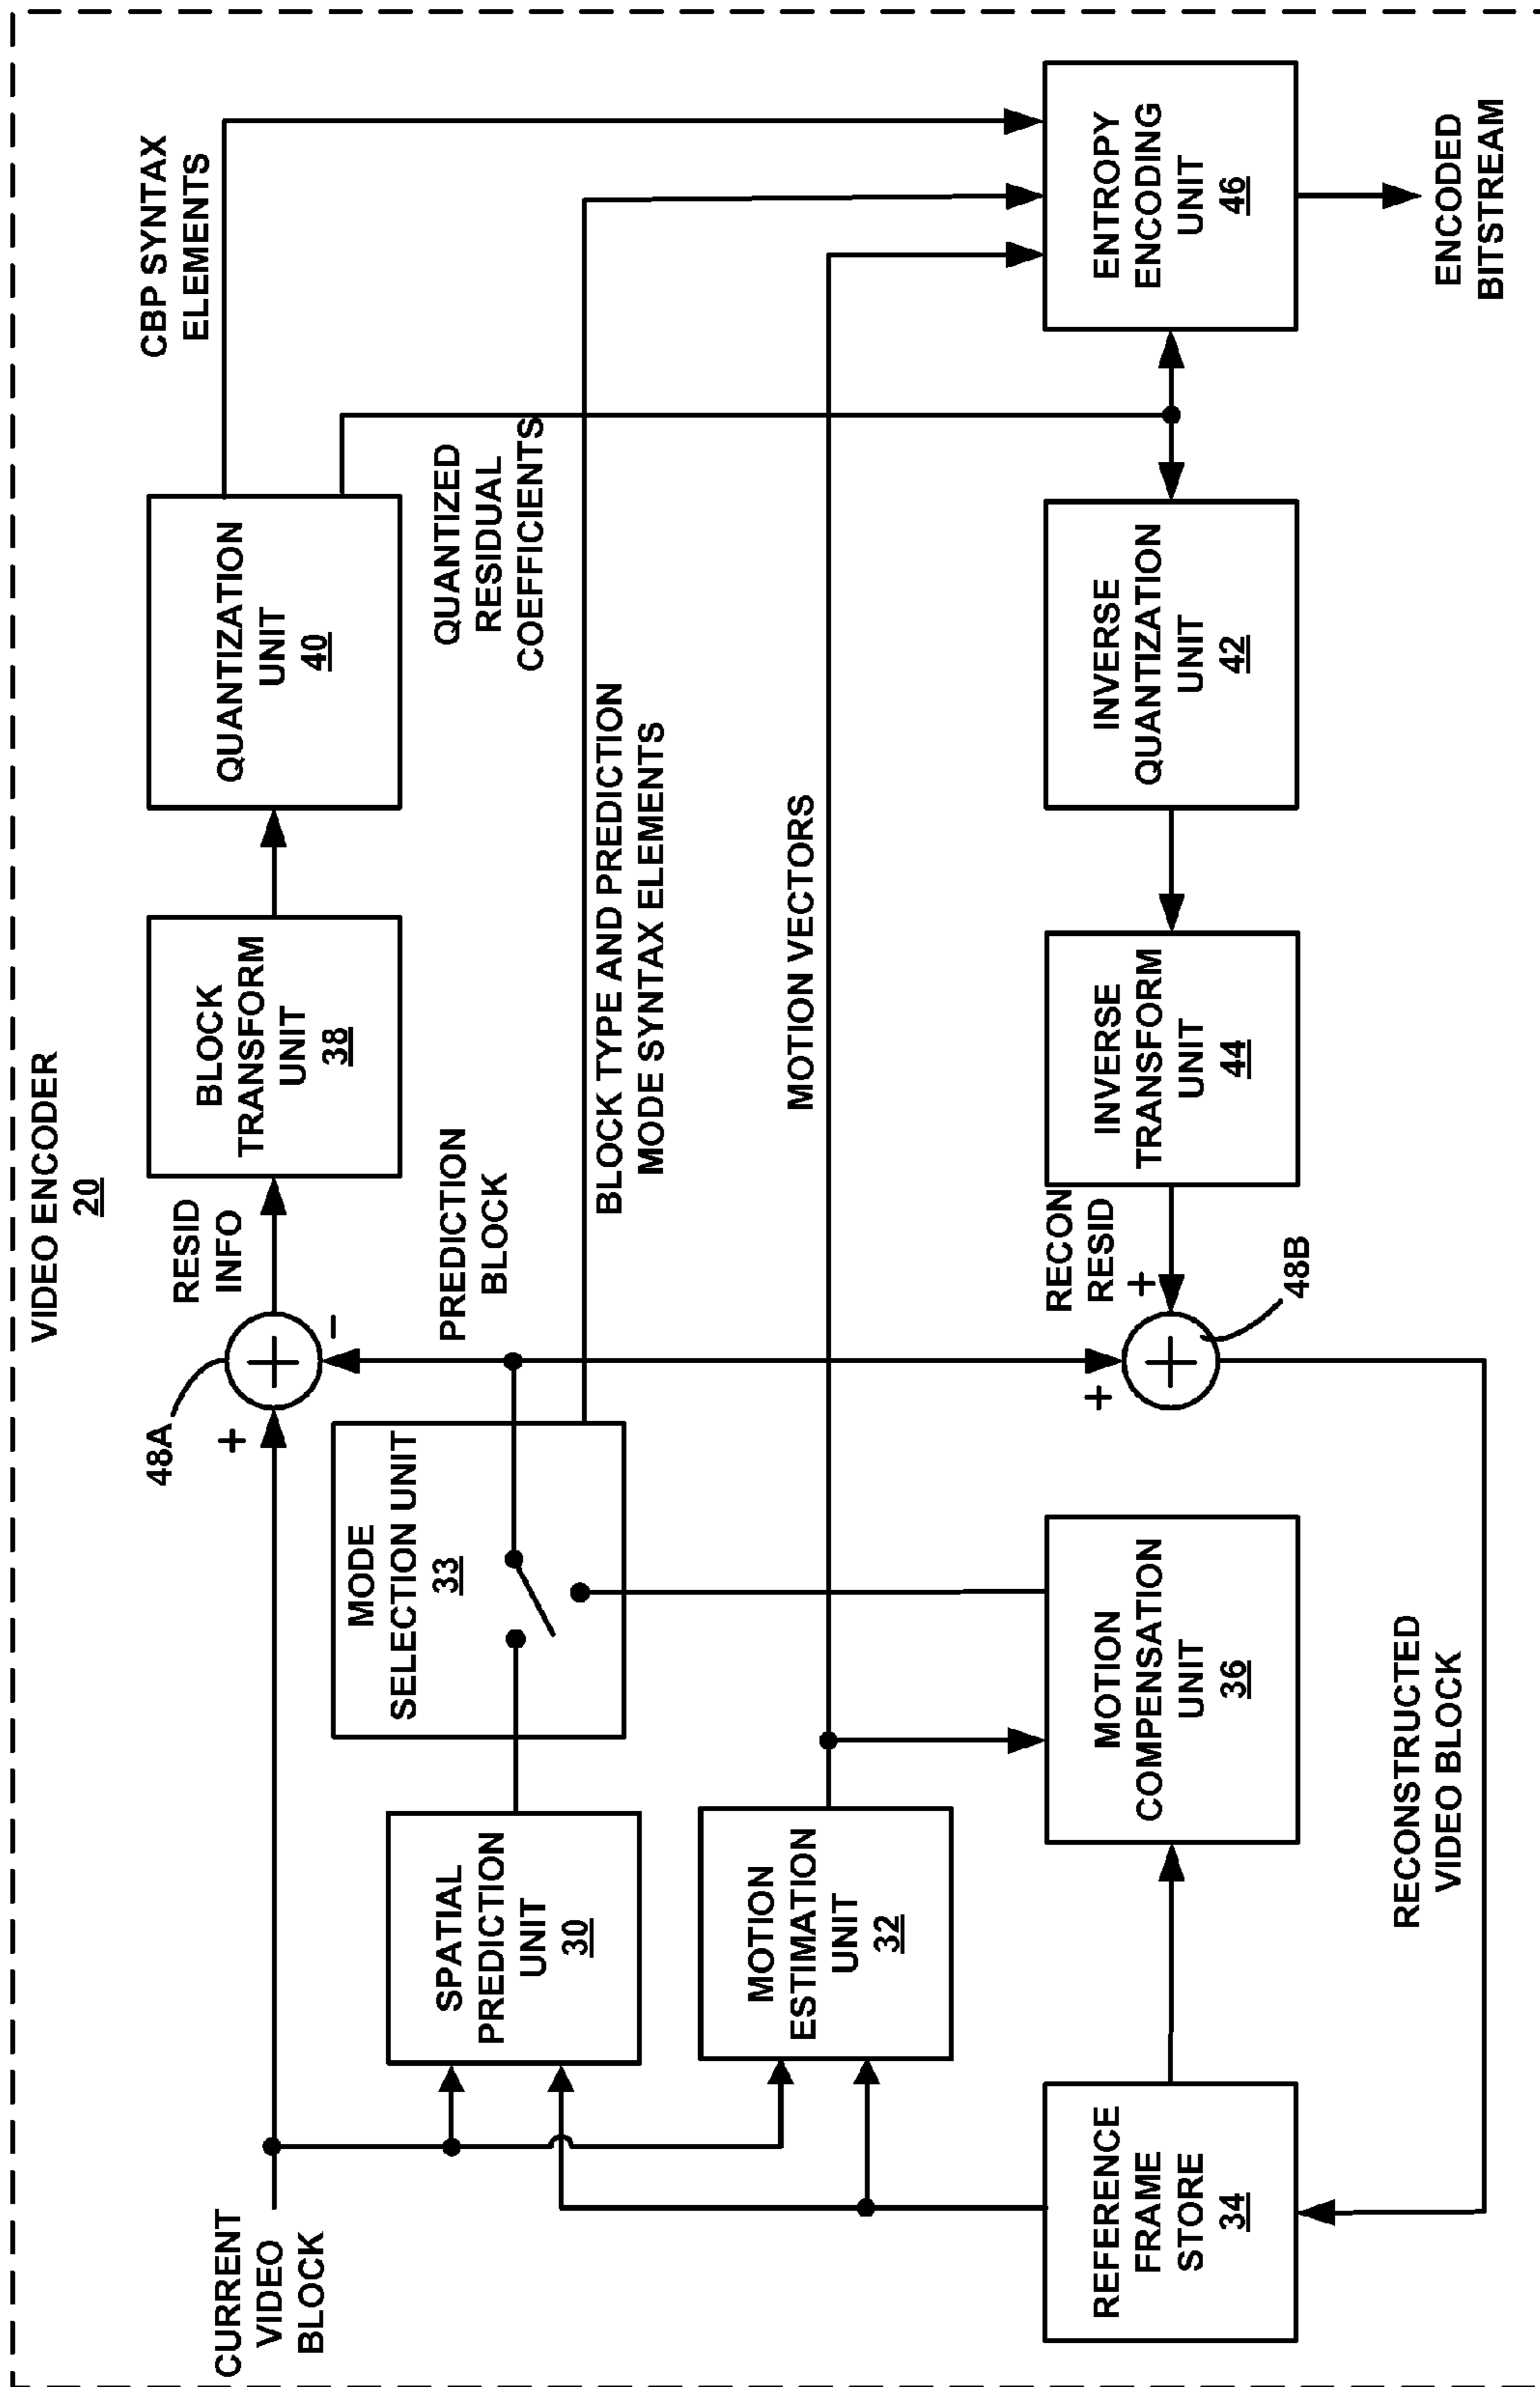 VIDEO ENCODER
20
CURRENT
VIDEO
BLOCK
48A
+
-
RESID
INFO
BLOCK
TRANSFORM
UNIT
38
QUANTIZATION
UNIT
40
CBP SYNTAX
ELEMENTS
MODE
SELECTION UNIT
33
PREDICTION
BLOCK
QUANTIZED
RESIDUAL
COEFFICIENTS
SPATIAL
PREDICTION
UNIT
30
BLOCK TYPE AND PREDICTION
MODE SYNTAX ELEMENTS
MOTION
ESTIMATION
UNIT
32
MOTION VECTORS
REFERENCE
FRAME
STORE
34
MOTION
COMPENSATION
UNIT
36
+
+
RECON
RESID
48B
INVERSE
TRANSFORM
UNIT
44
INVERSE
QUANTIZATION
UNIT
42
ENTROPY
ENCODING
UNIT
46
RECONSTRUCTED
VIDEO BLOCK
ENCODED
BITSTREAM